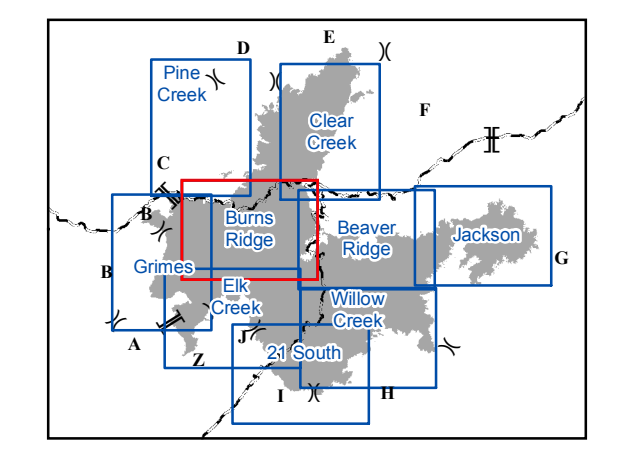 E
D
Pine
Creek
F
Clear
Creek
C
B
Burns
Ridge
Beaver
Ridge
Jackson
G
B
Grimes
Elk
Creek
Willow
Creek
A
J
21 South
Z
I
H